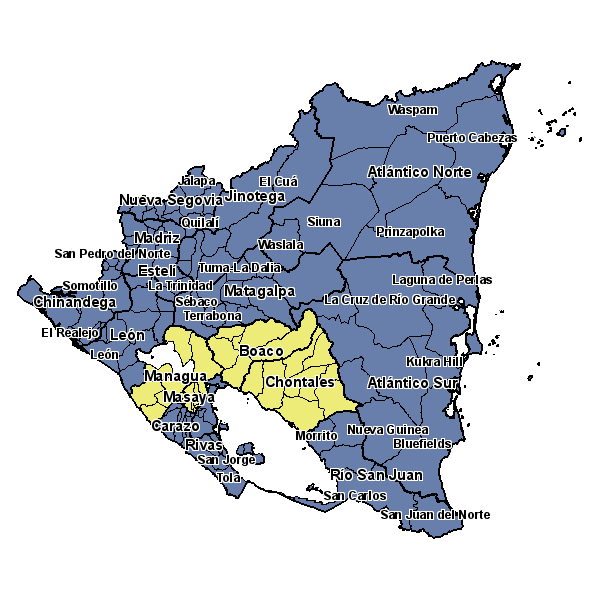 Waspam
Puerto Cabezas
Atlántico Norte
Jalapa
El Cuá
Nueva Segovia
Jinotega
Quilalí
Siuna
Prinzapolka
Madriz
Waslala
San Pedro del Norte
Estelí
Tuma-La Dalia
Laguna de Perlas
Somotillo
La Trinidad
Matagalpa
Chinandega
Sébaco
La Cruz de Río Grande
Terrabona
El Realejo
León
León
Boaco
Kukra Hill
Managua
Chontales
Atlántico Sur
Masaya
Carazo
Morrito
Nueva Guinea
Rivas
Bluefields
San Jorge
Tola
Río San Juan
San Carlos
San Juan del Norte